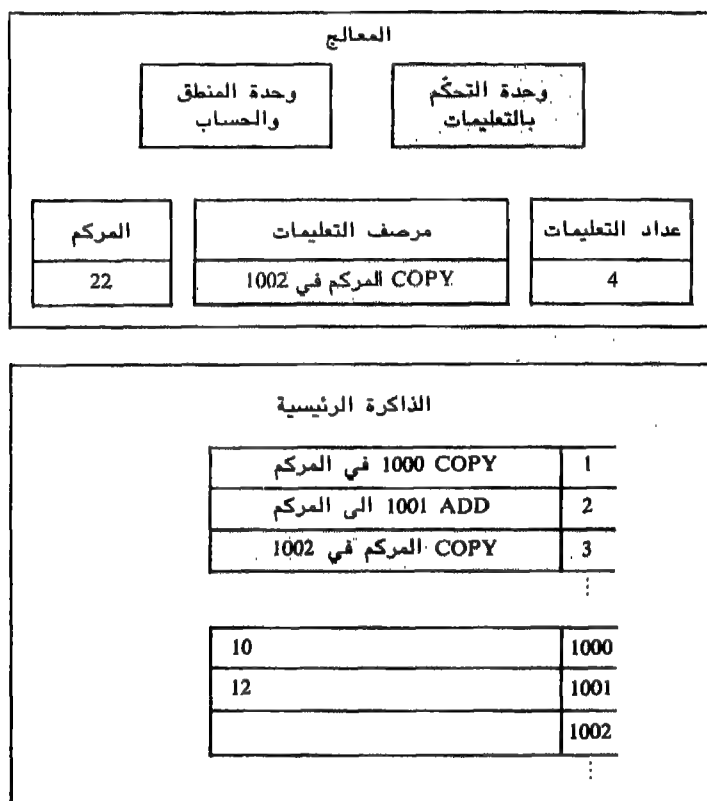 المعالج
وحدة التحكّم
بالتعليمات
وحدة المنطق
والحساب
عداد التعليمات
مرصف التعليمات
المركم
4
COPY المركم في 1002
22
الذاكرة الرئيسية
1
COPY 1000 في المركم
2
ADD 1001 الى المركم
3
COPY المركم في 1002
⋮
1000
10
1001
12
1002
⋮